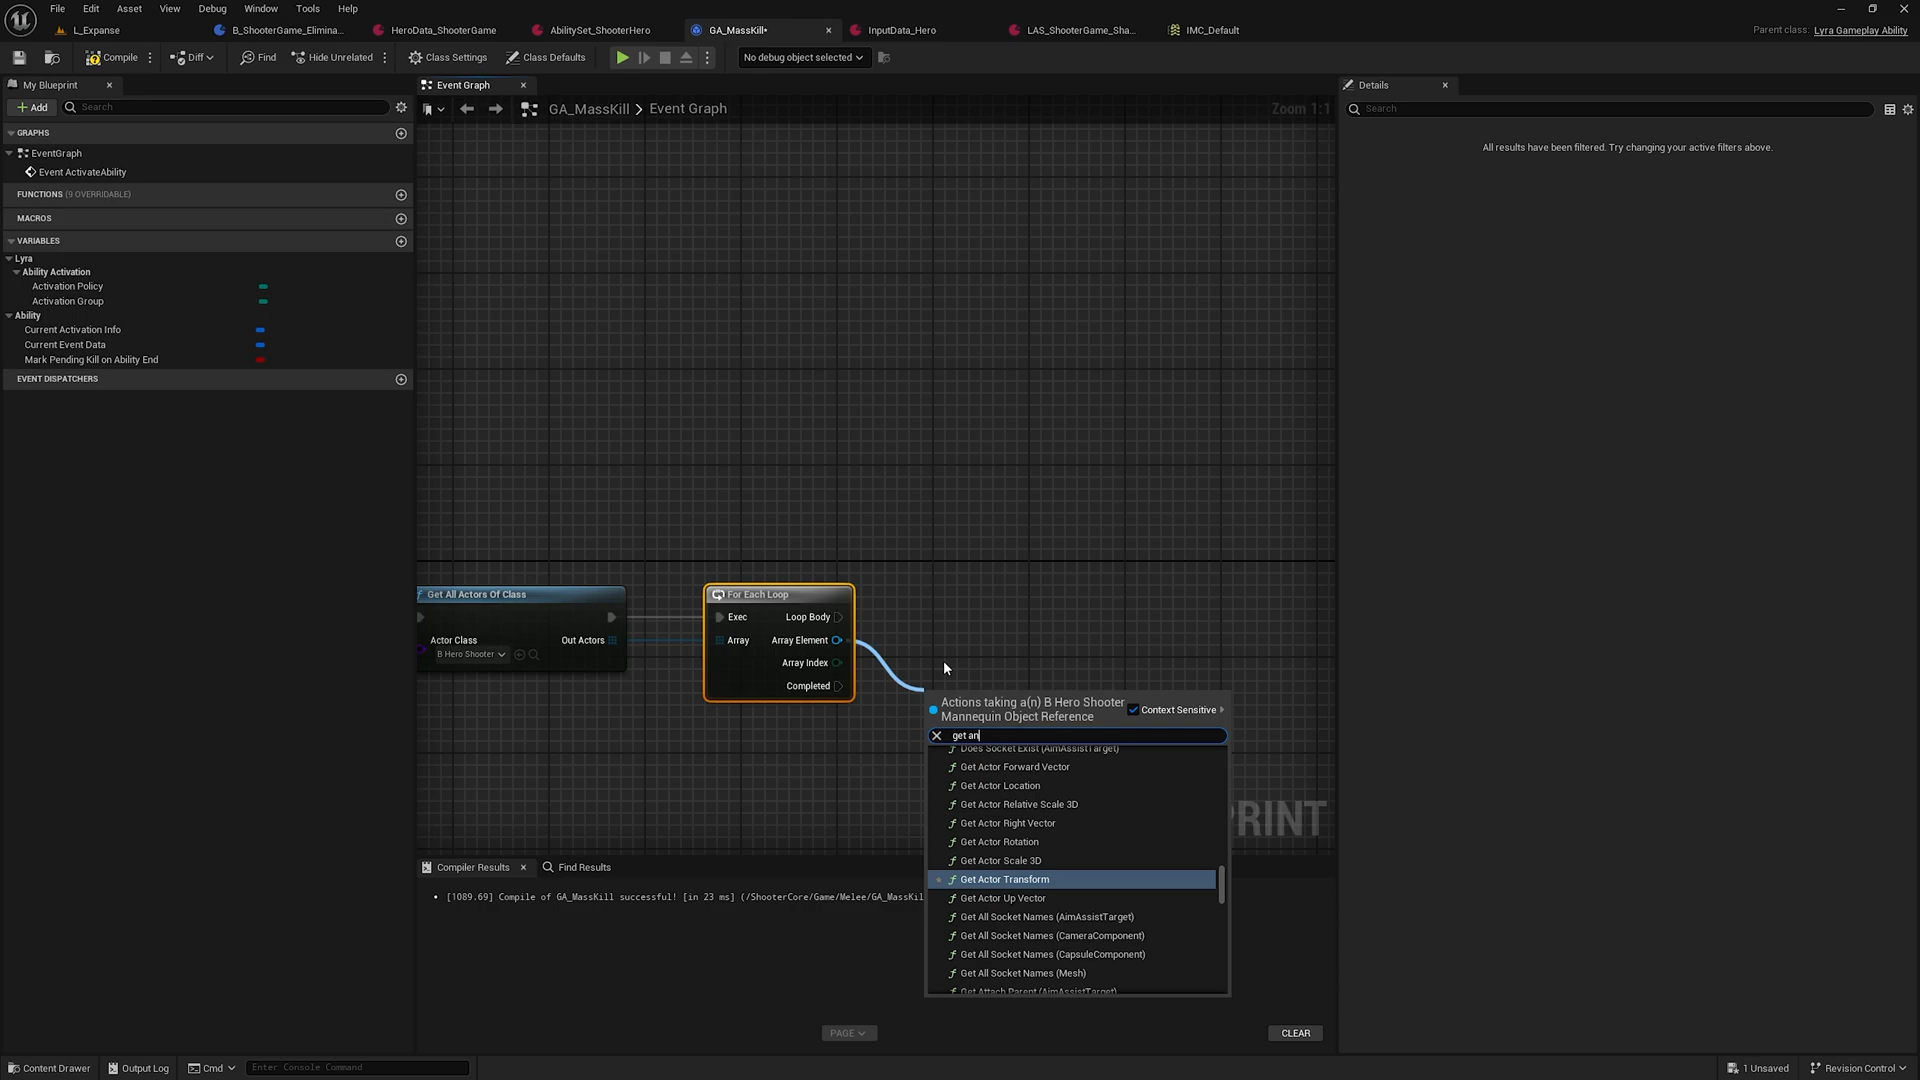 File Edit Asset View Debug Window Tools Help
L_Expanse B_ShooterGame_Elimina... HeroData_ShooterGame AbilitySet_ShooterHero GA_MassKill• InputData_Hero LAS_ShooterGame_Sha... IMC_Default Parent class: Lyra Gameplay Ability
Compile Diff Find Hide Unrelated Class Settings Class Defaults No debug object selected
My Blueprint
Add Search
GRAPHS
EventGraph
Event ActivateAbility
FUNCTIONS (9 OVERRIDABLE)
MACROS
VARIABLES
Lyra
Ability Activation
Activation Policy
Activation Group
Ability
Current Activation Info
Current Event Data
Mark Pending Kill on Ability End
EVENT DISPATCHERS
Event Graph
GA_MassKill > Event Graph Zoom 1:1
Get All Actors Of Class
Actor Class Out Actors
B Hero Shooter
For Each Loop
Exec Loop Body
Array Array Element
Array Index
Completed
Actions taking a(n) B Hero Shooter
Mannequin Object Reference
Context Sensitive
get an
Does Socket Exist (AimAssistTarget)
Get Actor Forward Vector
Get Actor Location
Get Actor Relative Scale 3D
Get Actor Right Vector
Get Actor Rotation
Get Actor Scale 3D
Get Actor Transform
Get Actor Up Vector
Get All Socket Names (AimAssistTarget)
Get All Socket Names (CameraComponent)
Get All Socket Names (CapsuleComponent)
Get All Socket Names (Mesh)
Get Attach Parent (AimAssistTarget)
PRINT
Compiler Results Find Results
• [1089.69] Compile of GA_MassKill successful! [in 23 ms] (/ShooterCore/Game/Melee/GA_MassKil
PAGE
CLEAR
Details
Search
All results have been filtered. Try changing your active filters above.
Content Drawer Output Log Cmd Enter Console Command 1 Unsaved Revision Control